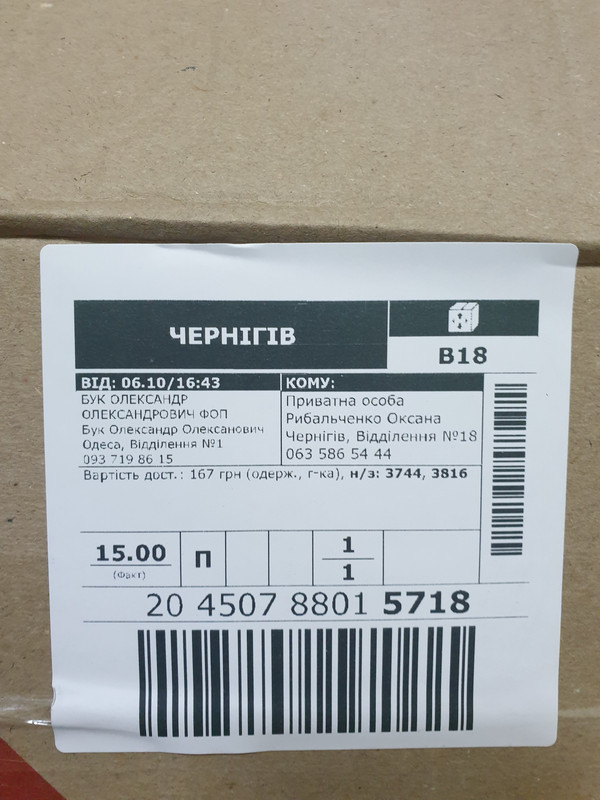 ЧЕРНІГІВ
В18
ВІД: 06.10/16:43
БУК ОЛЕКСАНДР
ОЛЕКСАНДРОВИЧ ФОП
Бук Олександр Олексанович
Одеса, Відділення №1
093 719 86 15
КОМУ:
Приватна особа
Рибальченко Оксана
Чернігів, Відділення №18
063 586 54 44
Вартість дост.: 167 грн (одерж., г-ка), н/з: 3744, 3816
15.00
(Факт)
П
1
1
20 4507 8801 5718